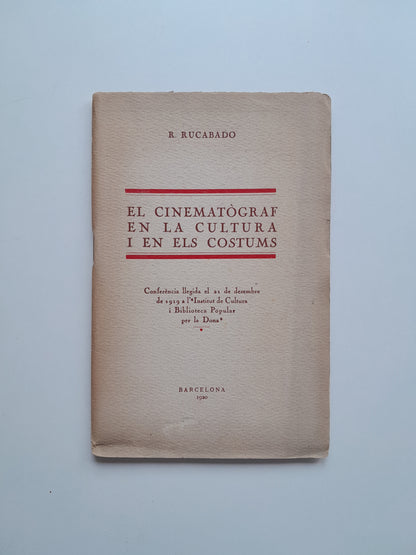 R. RUCABADO
EL CINEMATÒGRAF
EN LA CULTURA
I EN ELS COSTUMS
Conferència llegida el 21 de desembre
de 1919 a l'"Institut de Cultura
i Biblioteca Popular
per la Dona"
BARCELONA
1920